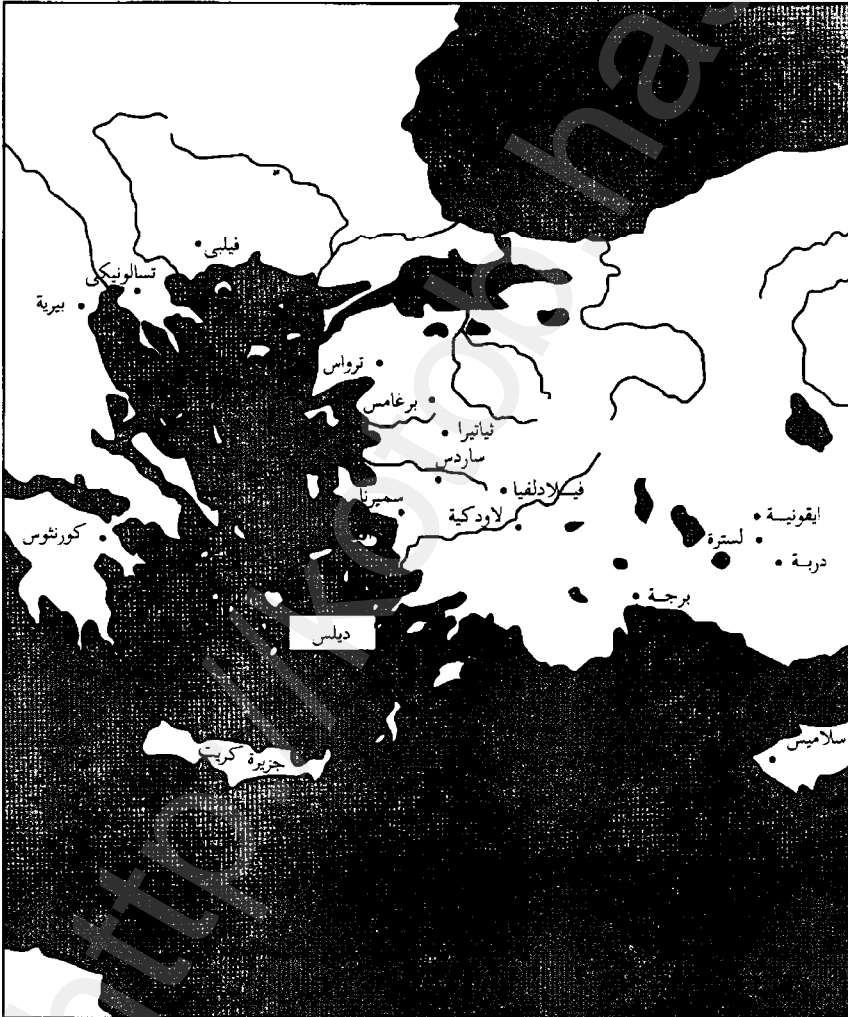 فيلبي
تسالونيكي
بيرية
ترواس
برغامس
ثياتيرا
ساردس
فيلادلفيا
سميرنا
لاودكية
ايقونية
لسترة
دربة
كورنثوس
برجة
ديلس
سلاميس
جزيرة كريت